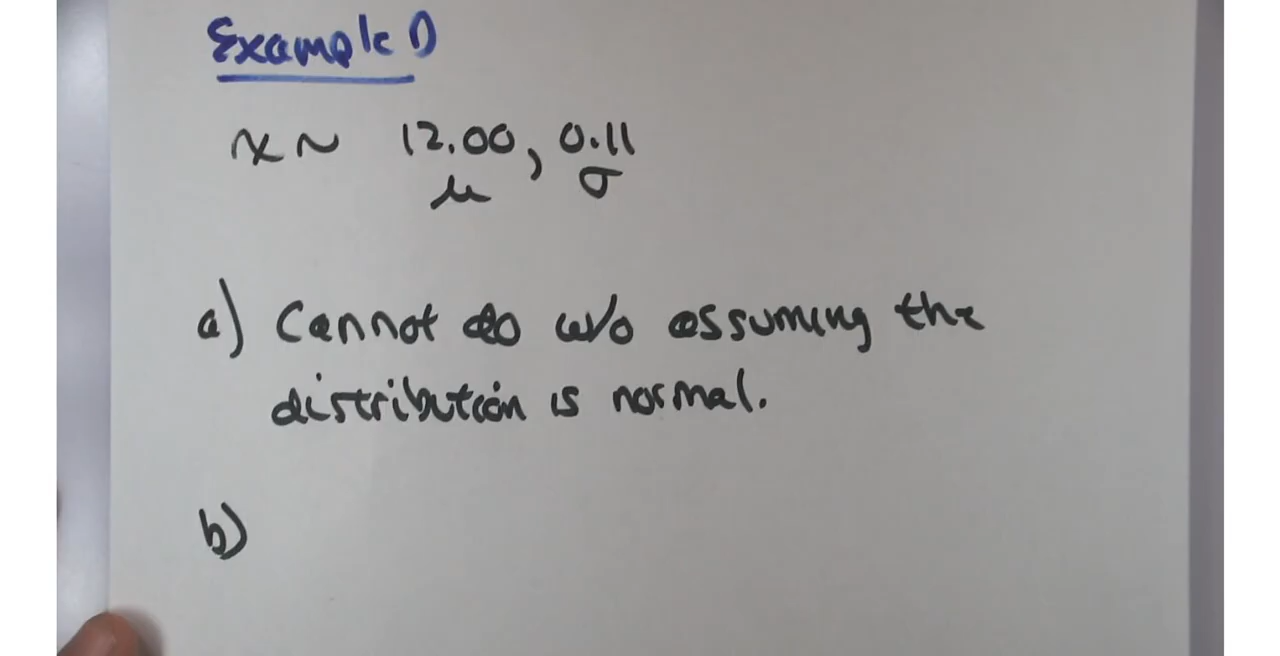 Example 1)
x ~ 12.00, 0.11
μ σ
a) Cannot do w/o assuming the
distribution is normal.
b)